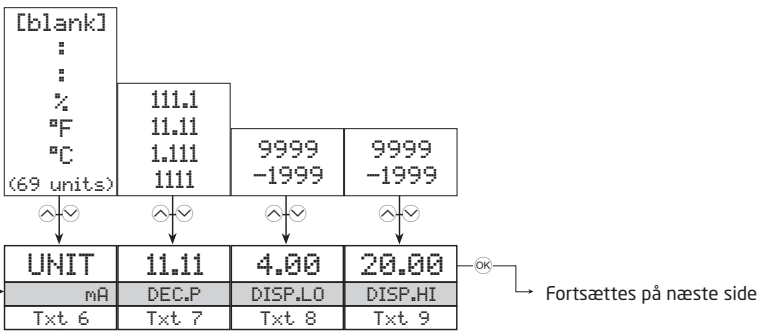 [blank]
:
:
%
°F
°C
(69 units)
111.1
11.11
1.111
1111
9999
-1999
9999
-1999
UNIT 11.11 4.00 20.00 OK
mA DEC.P DISP.LO DISP.HI
Txt 6 Txt 7 Txt 8 Txt 9
Fortsættes på næste side